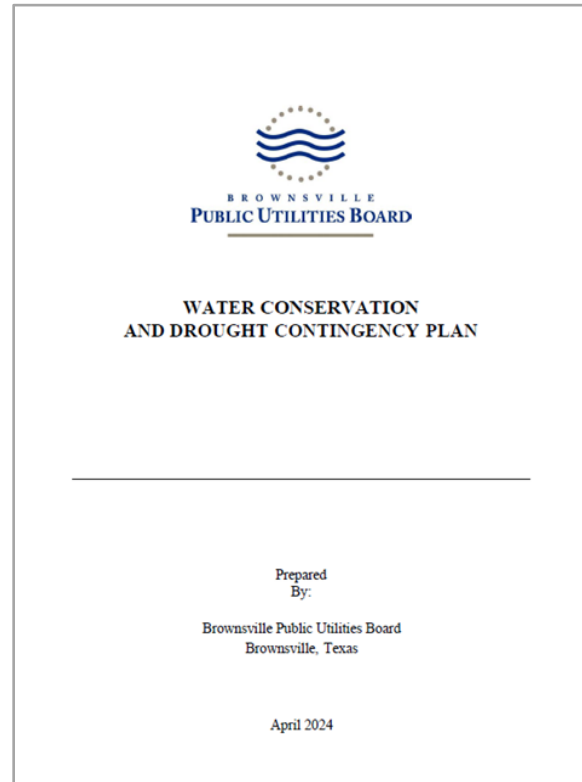 BROWNSVILLE
PUBLIC UTILITIES BOARD
WATER CONSERVATION
AND DROUGHT CONTINGENCY PLAN
Prepared
By:
Brownsville Public Utilities Board
Brownsville, Texas
April 2024